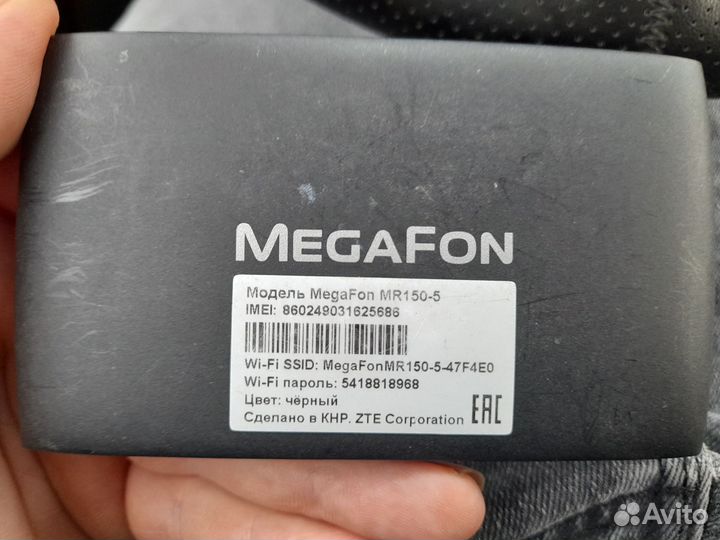 MEGAFON
Модель MegaFon MR150-5
IMEI: 860249031625686
Wi-Fi SSID: MegaFonMR150-5-47F4E0
Wi-Fi пароль: 5418818968
Цвет: чёрный
Сделано в КНР. ZTE Corporation
EAC
Avito